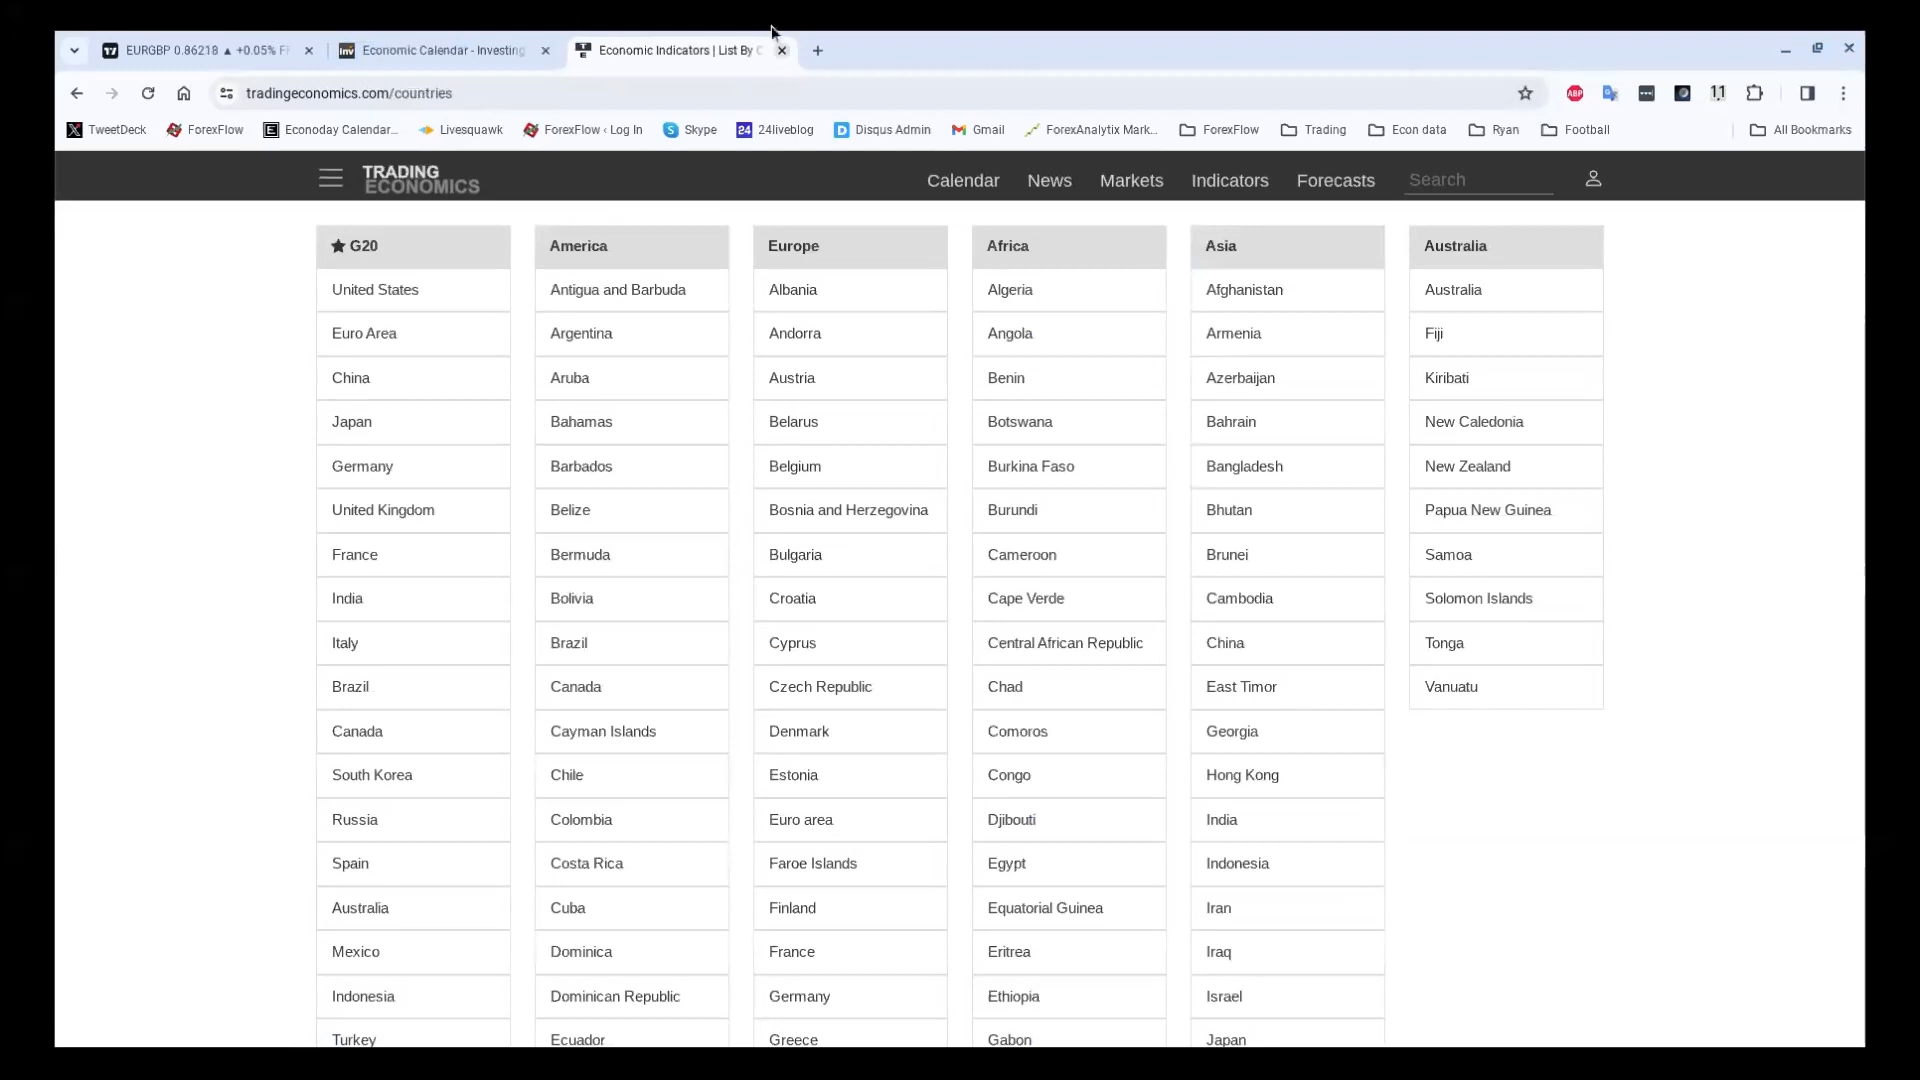 EURGBP 0.86218 ▲ +0.05%
Economic Calendar - Investing
Economic Indicators | List By
tradingeconomics.com/countries
TweetDeck
ForexFlow
Econoday Calendar...
Livesquawk
ForexFlow ‹ Log In
Skype
24liveblog
Disqus Admin
Gmail
ForexAnalytix Mark...
ForexFlow
Trading
Econ data
Ryan
Football
All Bookmarks
TRADING
ECONOMICS
Calendar
News
Markets
Indicators
Forecasts
Search
G20
United States
Euro Area
China
Japan
Germany
United Kingdom
France
India
Italy
Brazil
Canada
South Korea
Russia
Spain
Australia
Mexico
Indonesia
Turkey
America
Antigua and Barbuda
Argentina
Aruba
Bahamas
Barbados
Belize
Bermuda
Bolivia
Brazil
Canada
Cayman Islands
Chile
Colombia
Costa Rica
Cuba
Dominica
Dominican Republic
Ecuador
Europe
Albania
Andorra
Austria
Belarus
Belgium
Bosnia and Herzegovina
Bulgaria
Croatia
Cyprus
Czech Republic
Denmark
Estonia
Euro area
Faroe Islands
Finland
France
Germany
Greece
Africa
Algeria
Angola
Benin
Botswana
Burkina Faso
Burundi
Cameroon
Cape Verde
Central African Republic
Chad
Comoros
Congo
Djibouti
Egypt
Equatorial Guinea
Eritrea
Ethiopia
Gabon
Asia
Afghanistan
Armenia
Azerbaijan
Bahrain
Bangladesh
Bhutan
Brunei
Cambodia
China
East Timor
Georgia
Hong Kong
India
Indonesia
Iran
Iraq
Israel
Japan
Australia
Australia
Fiji
Kiribati
New Caledonia
New Zealand
Papua New Guinea
Samoa
Solomon Islands
Tonga
Vanuatu